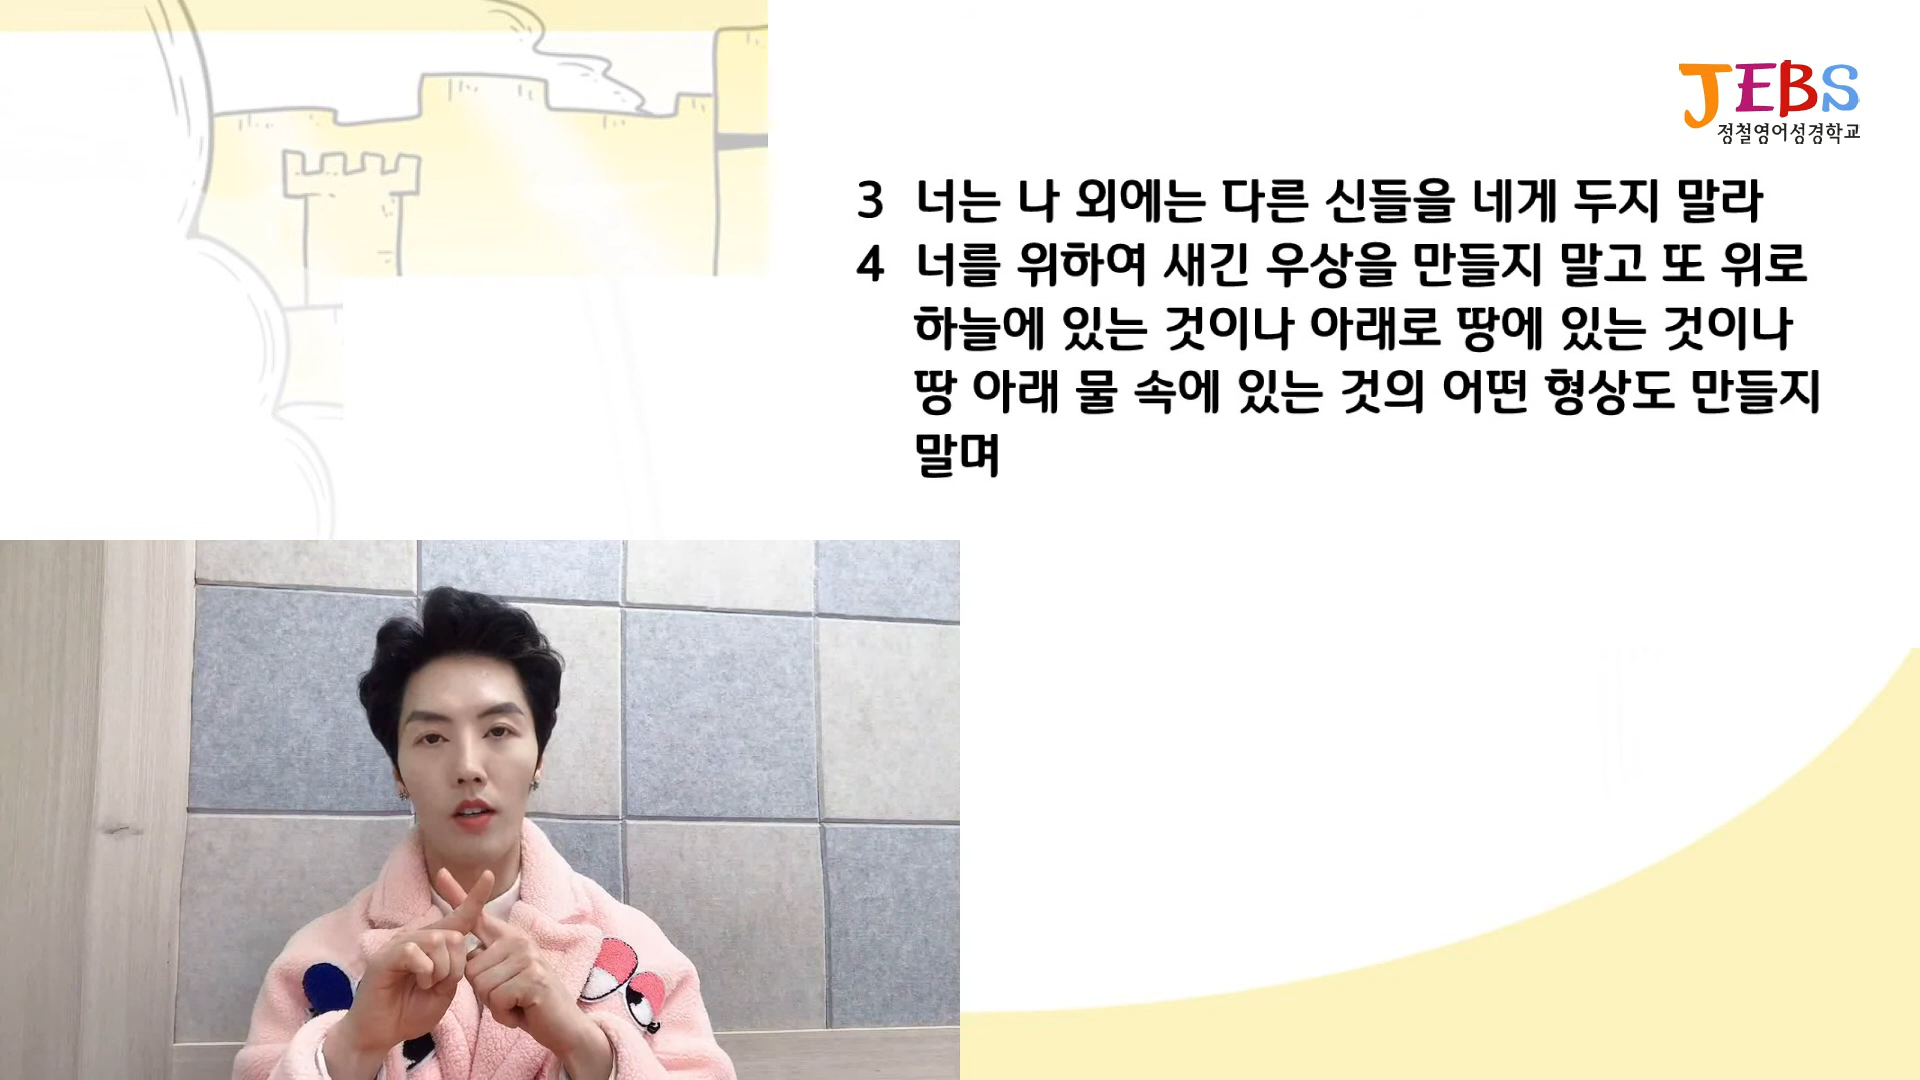 JEBS
정철영어성경학교
3 너는 나 외에는 다른 신들을 네게 두지 말라
4 너를 위하여 새긴 우상을 만들지 말고 또 위로
하늘에 있는 것이나 아래로 땅에 있는 것이나
땅 아래 물 속에 있는 것의 어떤 형상도 만들지
말며